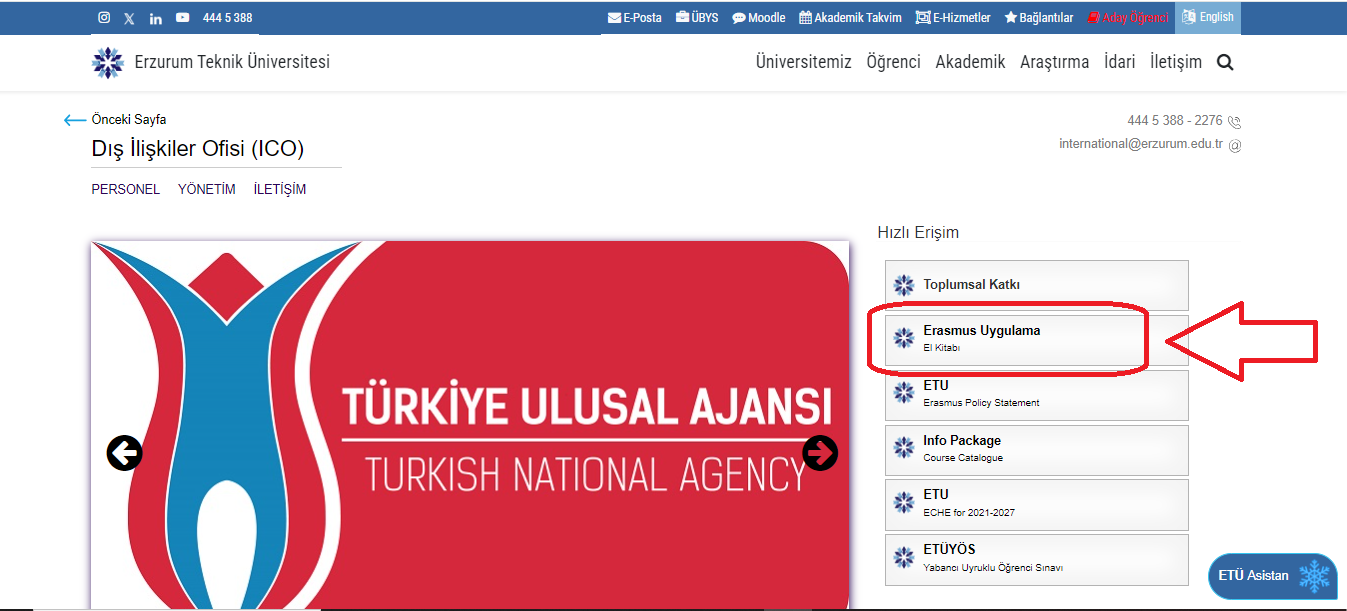 444 5 388
E-Posta ÜBYS Moodle Akademik Takvim E-Hizmetler Bağlantılar Aday Öğrenci English
Erzurum Teknik Üniversitesi
Üniversitemiz Öğrenci Akademik Araştırma İdari İletişim
Önceki Sayfa
444 5 388 - 2276
Dış İlişkiler Ofisi (ICO)
international@erzurum.edu.tr
PERSONEL YÖNETİM İLETİŞİM
TÜRKİYE ULUSAL AJANSI
TURKISH NATIONAL AGENCY
Hızlı Erişim
Toplumsal Katkı
Erasmus Uygulama
El Kitabı
ETU
Erasmus Policy Statement
Info Package
Course Catalogue
ETU
ECHE for 2021-2027
ETÜYÖS
Yabancı Uyruklu Öğrenci Sınavı
ETÜ Asistan